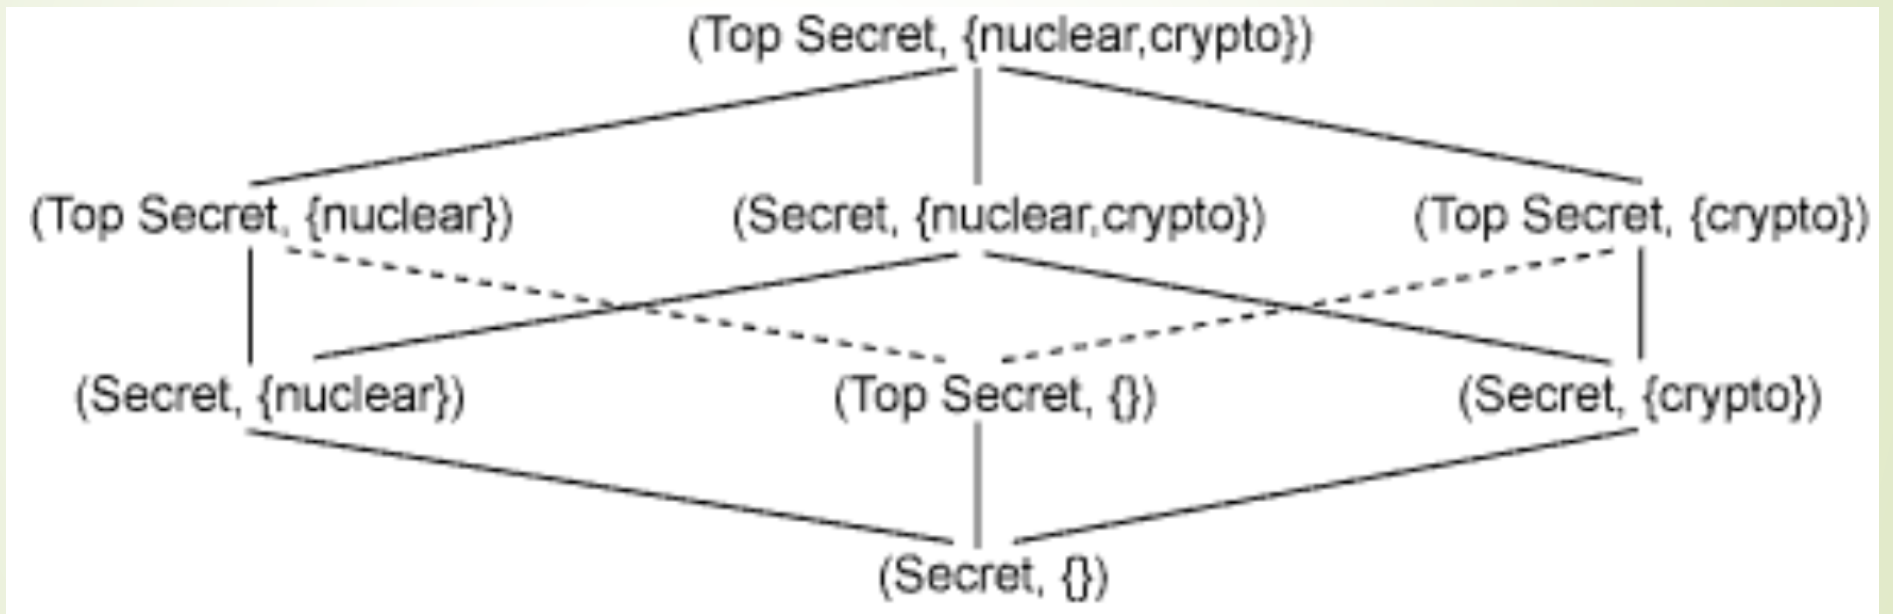 (Top Secret, {nuclear,crypto})
(Top Secret, {nuclear}) (Secret, {nuclear,crypto}) (Top Secret, {crypto})
(Secret, {nuclear}) (Top Secret, {}) (Secret, {crypto})
(Secret, {})